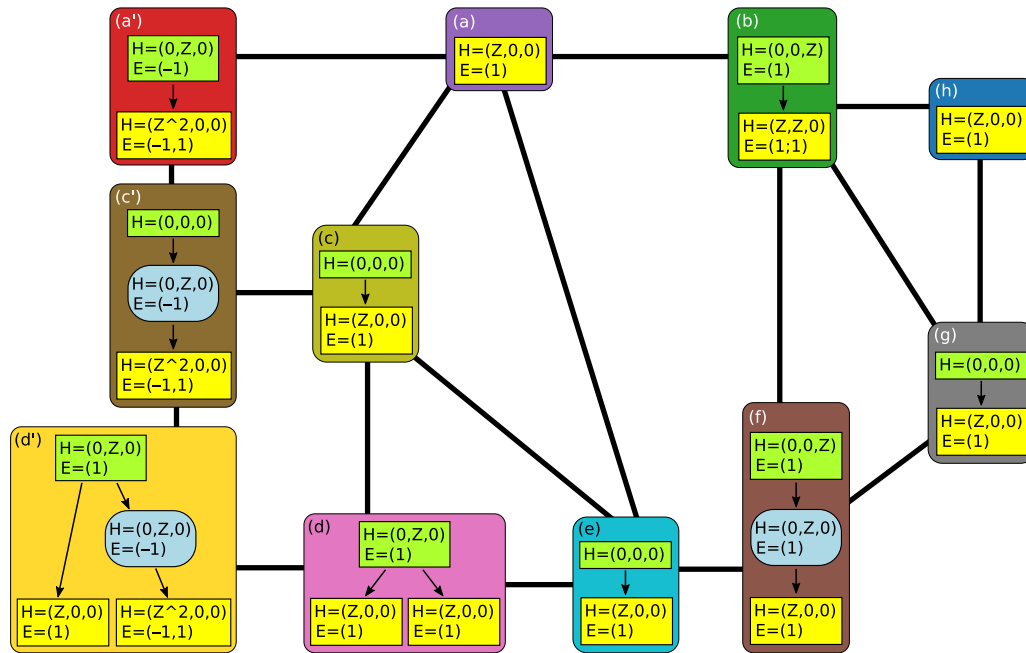 (a')
H=(0,Z,0)
E=(−1)
H=(Z^2,0,0)
E=(−1,1)
(a)
H=(Z,0,0)
E=(1)
(b)
H=(0,0,Z)
E=(1)
H=(Z,Z,0)
E=(1;1)
(h)
H=(Z,0,0)
E=(1)
(c')
H=(0,0,0)
H=(0,Z,0)
E=(−1)
H=(Z^2,0,0)
E=(−1,1)
(c)
H=(0,0,0)
H=(Z,0,0)
E=(1)
(g)
H=(0,0,0)
H=(Z,0,0)
E=(1)
(d')
H=(0,Z,0)
E=(1)
H=(0,Z,0)
E=(−1)
H=(Z,0,0)
E=(1)
H=(Z^2,0,0)
E=(−1,1)
(d)
H=(0,Z,0)
E=(1)
H=(Z,0,0)
E=(1)
H=(Z,0,0)
E=(1)
(e)
H=(0,0,0)
H=(Z,0,0)
E=(1)
(f)
H=(0,0,Z)
E=(1)
H=(0,Z,0)
E=(1)
H=(Z,0,0)
E=(1)